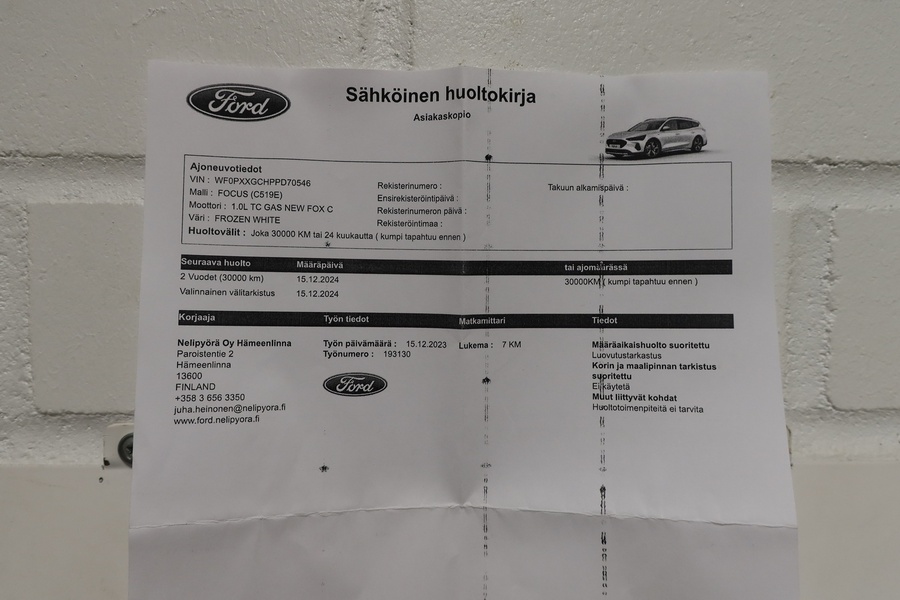 Ford
Sähköinen huoltokirja
Asiakaskopio
Ajoneuvotiedot
VIN : WF0PXXGCHPPD70546
Malli : FOCUS (C519E)
Moottori : 1.0L TC GAS NEW FOX C
Väri : FROZEN WHITE
Huoltovälit : Joka 30000 KM tai 24 kuukautta ( kumpi tapahtuu ennen )
Rekisterinumero :
Ensirekisteröintipäivä :
Rekisterinumeron päivä :
Rekisteröintimaa :
Takuun alkamispäivä :
Seuraava huolto Määräpäivä tai ajomäärässä
2 Vuodet (30000 km) 15.12.2024 30000KM ( kumpi tapahtuu ennen )
Valinnainen välitarkistus 15.12.2024
Korjaaja Työn tiedot Matkamittari Tiedot
Nelipyörä Oy Hämeenlinna
Paroistentie 2
Hämeenlinna
13600
FINLAND
+358 3 656 3350
juha.heinonen@nelipyora.fi
www.ford.nelipyora.fi
Työn päivämäärä : 15.12.2023
Työnumero : 193130
Ford
Lukema : 7 KM
Määräaikaishuolto suoritettu
Luovutustarkastus
Korin ja maalipinnan tarkistus
suoritettu
Ei käytetä
Muut liittyvät kohdat
Huoltotoimenpiteitä ei tarvita